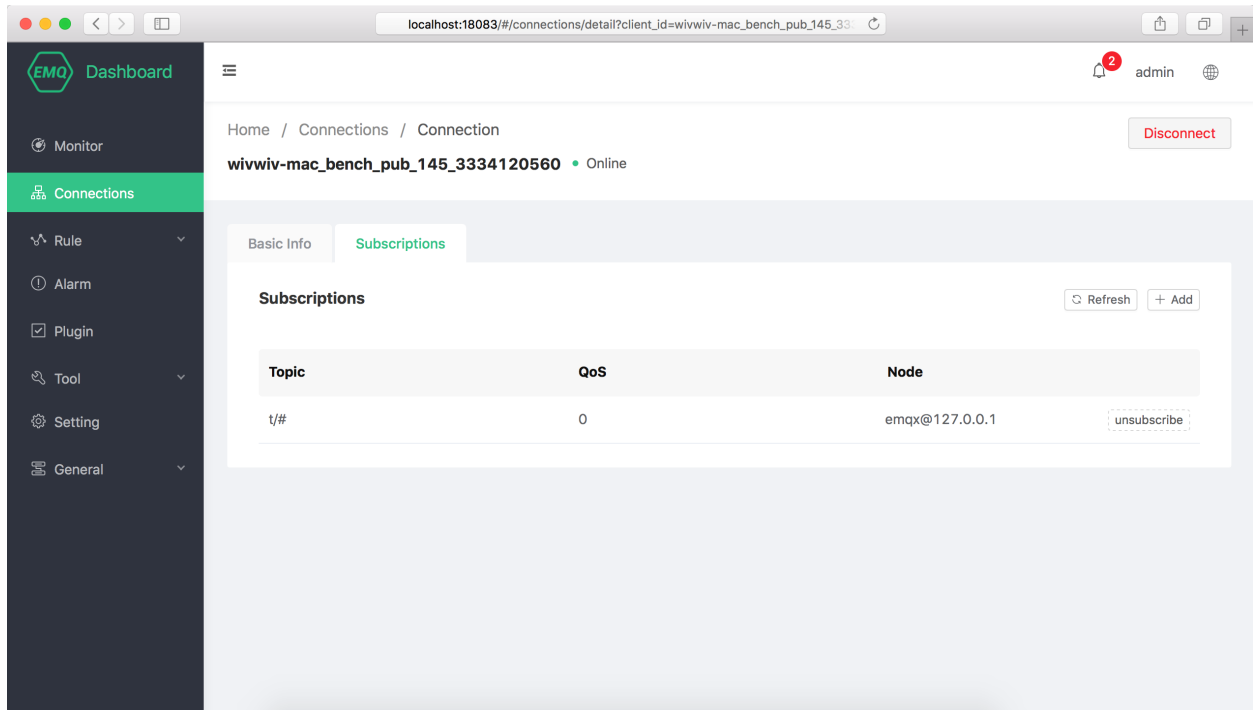 localhost:18083/#/connections/detail?client_id=wivwiv-mac_bench_pub_145_33
EMQ Dashboard
2
admin
Monitor
Connections
Rule
Alarm
Plugin
Tool
Setting
General
Home / Connections / Connection
Disconnect
wivwiv-mac_bench_pub_145_3334120560 • Online
Basic Info Subscriptions
Subscriptions
Refresh + Add
Topic QoS Node
t/# 0 emqx@127.0.0.1 unsubscribe